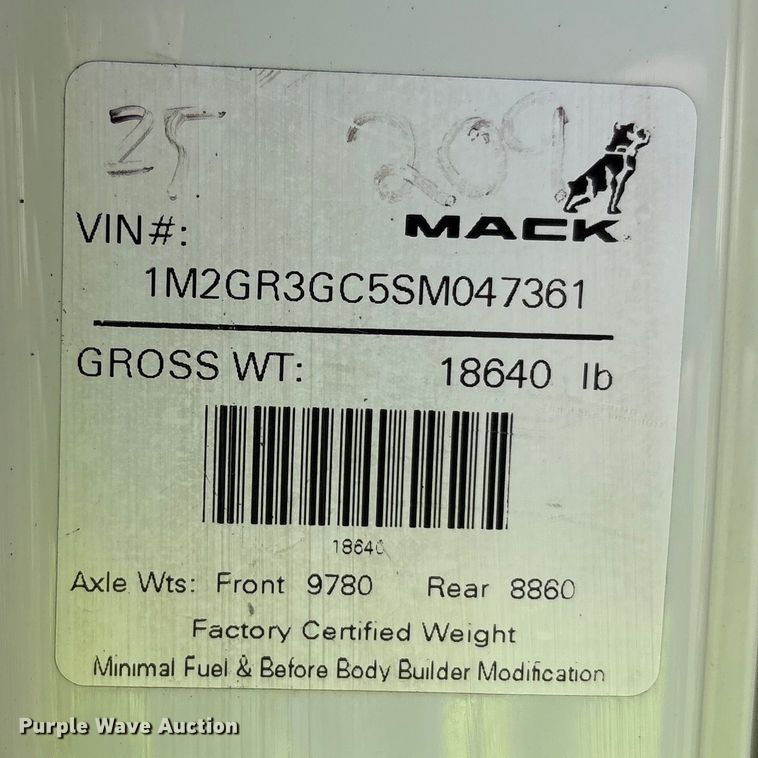 25 209
MACK
VIN#:
1M2GR3GC5SM047361
GROSS WT: 18640 lb
18640
Axle Wts: Front 9780 Rear 8860
Factory Certified Weight
Minimal Fuel & Before Body Builder Modification
Purple Wave Auction